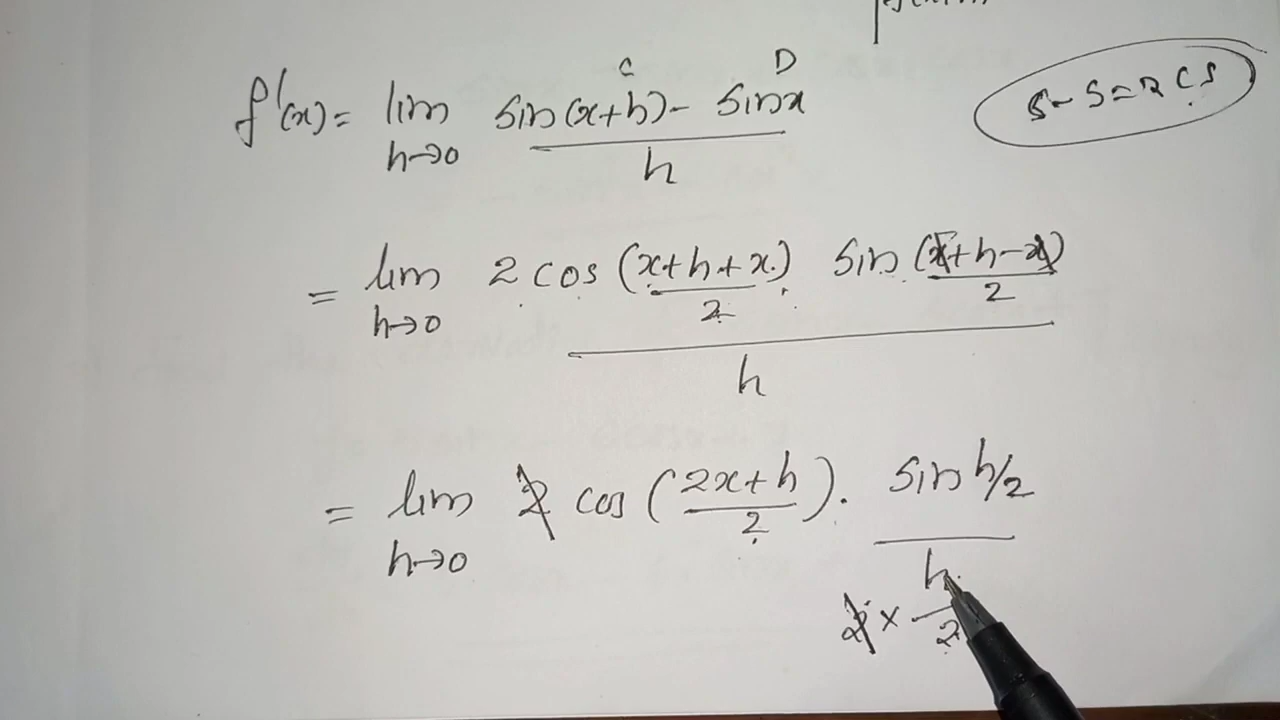 C D
f'(x) = lim sin(x+h) - sinx
h→0 h
S - S = 2 C S
= lim 2 cos (x+h+x) sin (x+h-x)
h→0 2 2
h
= lim 2 cos (2x+h). sin h/2
h→0 2
h
2 × 2